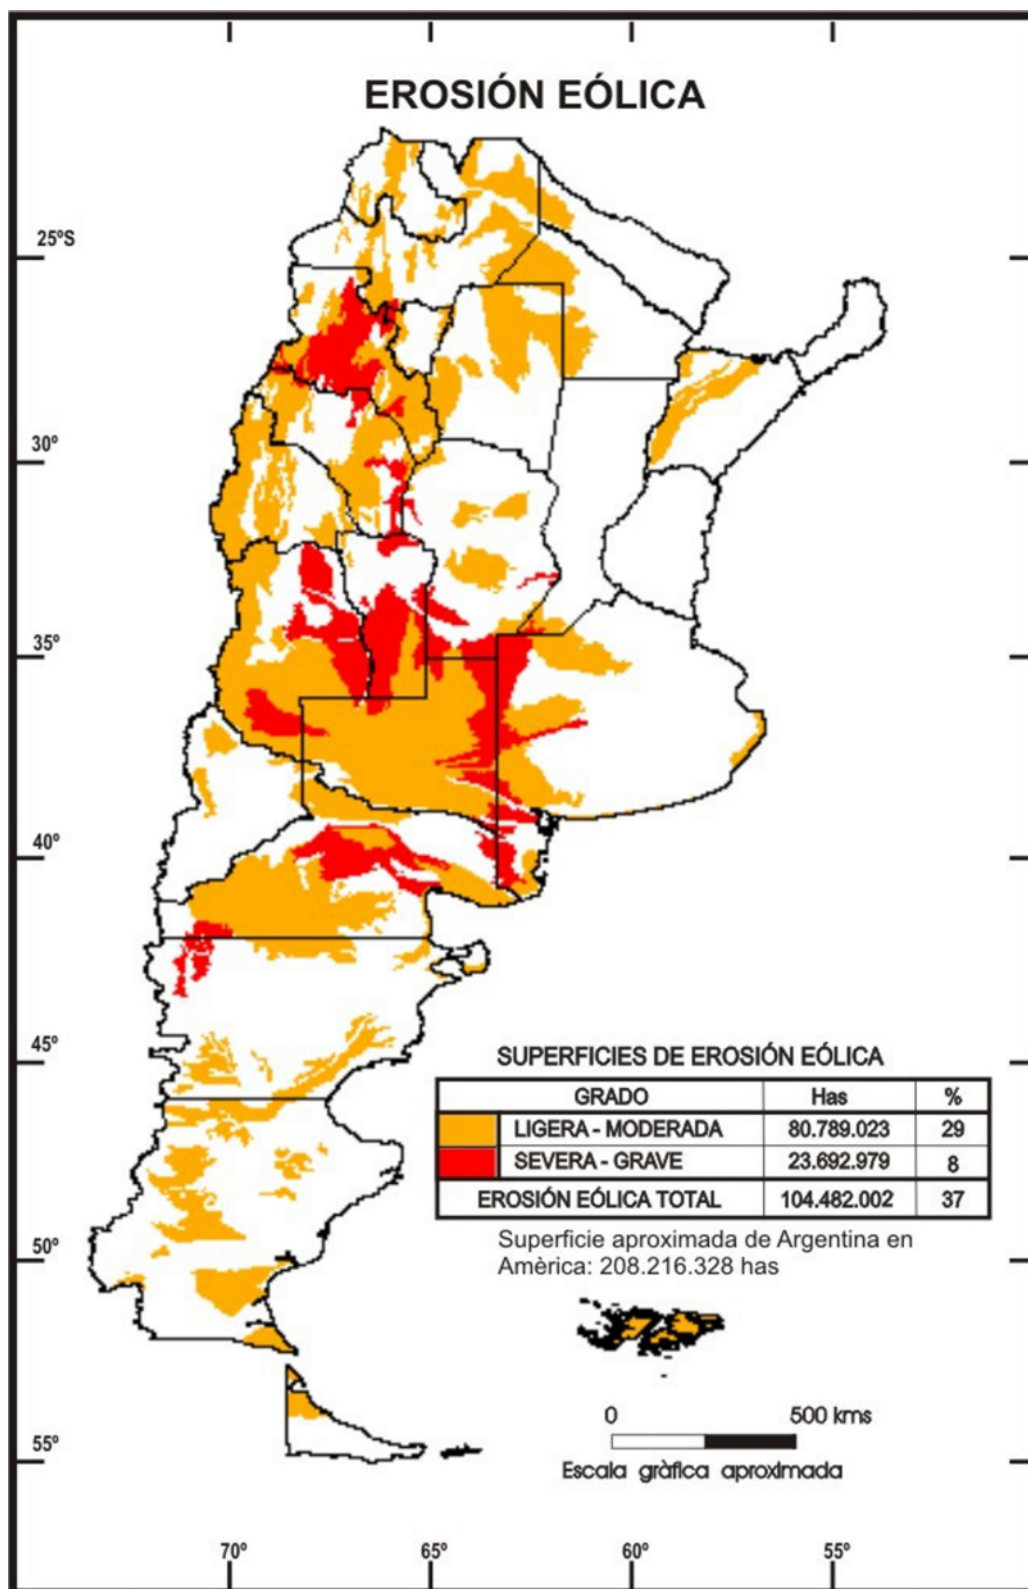 EROSIÓN EÓLICA
25ºS
30º
35º
40º
45º
50º
55º
SUPERFICIES DE EROSIÓN EÓLICA
GRADO Has %
LIGERA - MODERADA 80.789.023 29
SEVERA - GRAVE 23.692.979 8
EROSIÓN EÓLICA TOTAL 104.482.002 37
Superficie aproximada de Argentina en
Amèrica: 208.216.328 has
0 500 kms
Escala gràfica aproximada
70º 65º 60º 55º